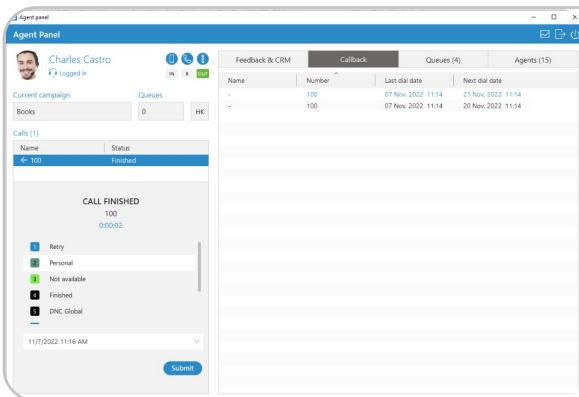 Agent panel
Agent Panel
Charles Castro
Logged in
IN 8 OUT
Current campaign Queues
Books 0 HK
Calls (1)
Name Status
← 100 Finished
CALL FINISHED
100
0:00:02
1 Retry
2 Personal
3 Not available
4 Finished
5 DNC Global
11/7/2022 11:16 AM
Submit
Feedback & CRM Callback Queues (4) Agents (15)
Name Number Last dial date Next dial date
- 100 07 Nov, 2022 11:14 21 Nov, 2022 11:14
- 100 07 Nov, 2022 11:14 20 Nov, 2022 11:14